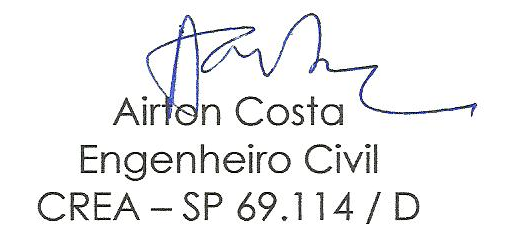 Airton Costa
Engenheiro Civil
CREA – SP 69.114 / D